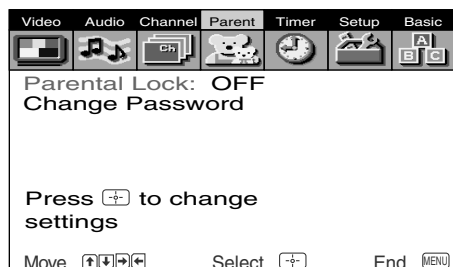 Video Audio Channel Parent Timer Setup Basic
Ch A B C
Parental Lock: OFF
Change Password
Press to change
settings
Move Select End MENU